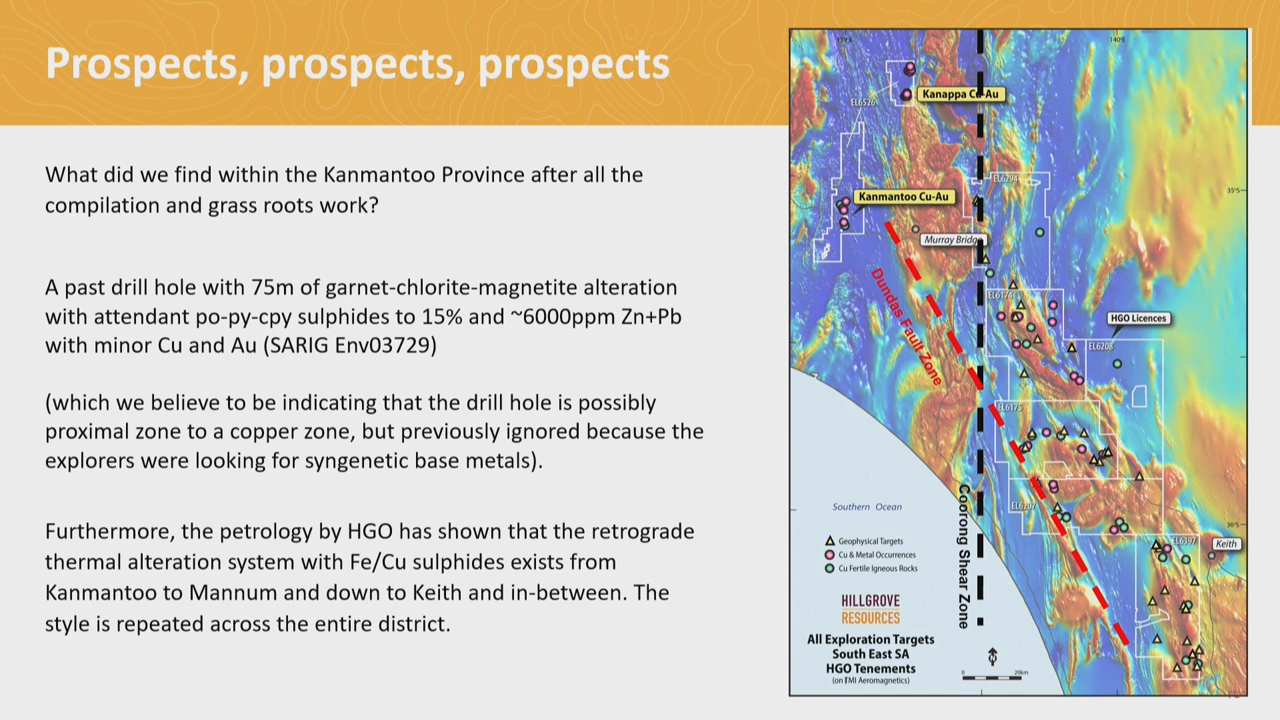 Prospects, prospects, prospects
What did we find within the Kanmantoo Province after all the
compilation and grass roots work?
A past drill hole with 75m of garnet-chlorite-magnetite alteration
with attendant po-py-cpy sulphides to 15% and ~6000ppm Zn+Pb
with minor Cu and Au (SARIG Env03729)
(which we believe to be indicating that the drill hole is possibly
proximal zone to a copper zone, but previously ignored because the
explorers were looking for syngenetic base metals).
Furthermore, the petrology by HGO has shown that the retrograde
thermal alteration system with Fe/Cu sulphides exists from
Kanmantoo to Mannum and down to Keith and in-between. The
style is repeated across the entire district.
139°E
140°E
Kanappa Cu-Au
EL6526
EL6294
35°S
Kanmantoo Cu-Au
Murray Bridge
Dundas Fault Zone
EL6174
HGO Licences
EL6208
EL6175
EL6207
Coorong Shear Zone
36°S
EL6397
Keith
Southern Ocean
Geophysical Targets
Cu & Metal Occurrences
Cu Fertile Igneous Rocks
HILLGROVE
RESOURCES
All Exploration Targets
South East SA
HGO Tenements
(on TMI Aeromagnetics)
N
0 20km